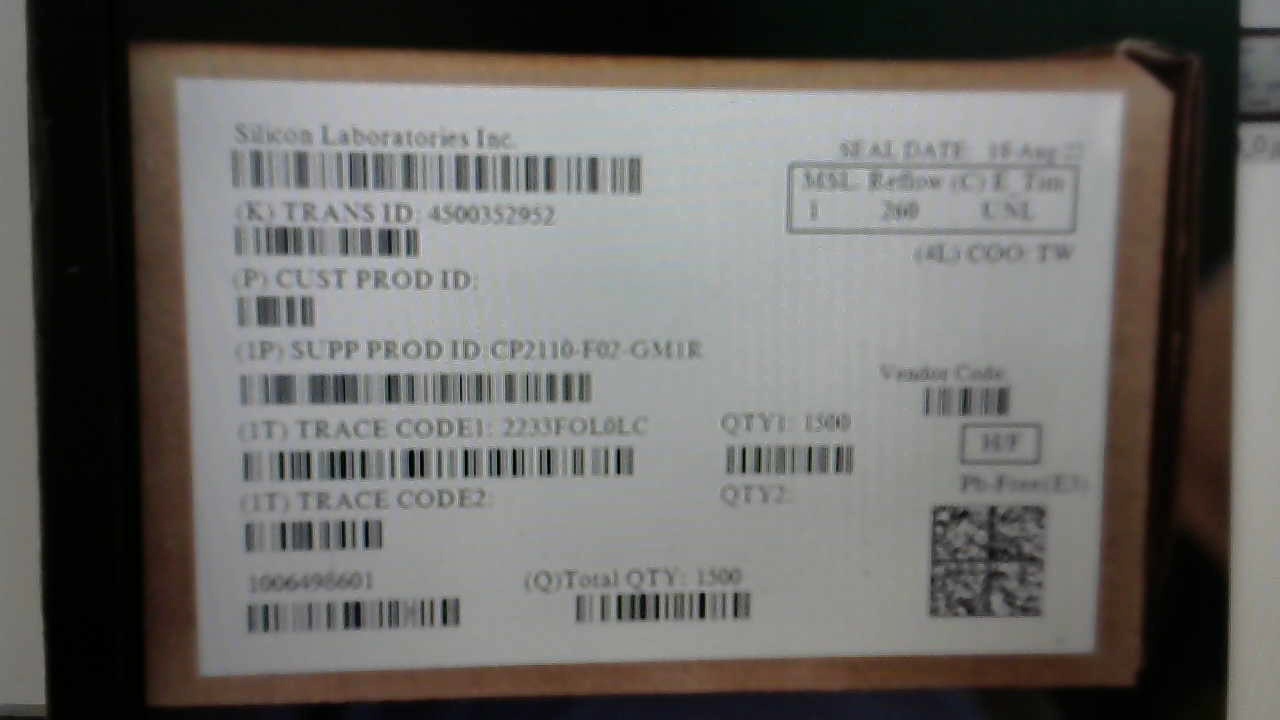 Silicon Laboratories Inc.
SEAL DATE: 18-Aug-
MSL Reflow (C) E_Tim
1 260 UNL
(K) TRANS ID: 4500352952
(4L) COO: TW
(P) CUST PROD ID:
(1P) SUPP PROD ID:CP2110-F02-GM1R
Vendor Code
(1T) TRACE CODE1: 2233FOL0LC
QTY1: 1500
H/F
(1T) TRACE CODE2:
QTY2:
Pb-Free(E3)
1006498601
(Q)Total QTY: 1500